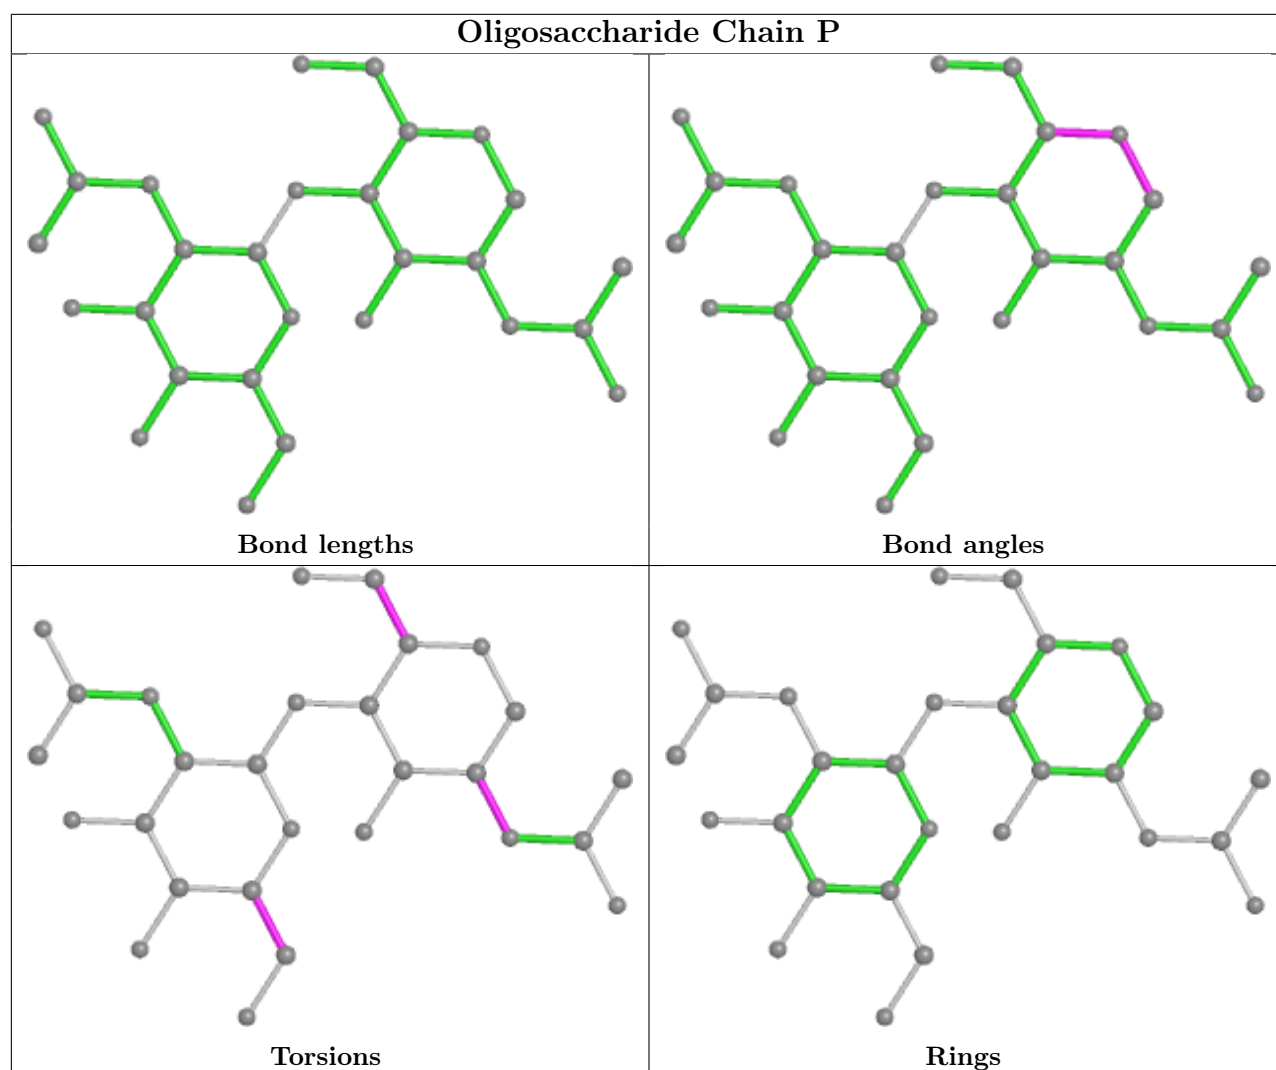 Oligosaccharide Chain P
Bond lengths
Bond angles
Torsions
Rings